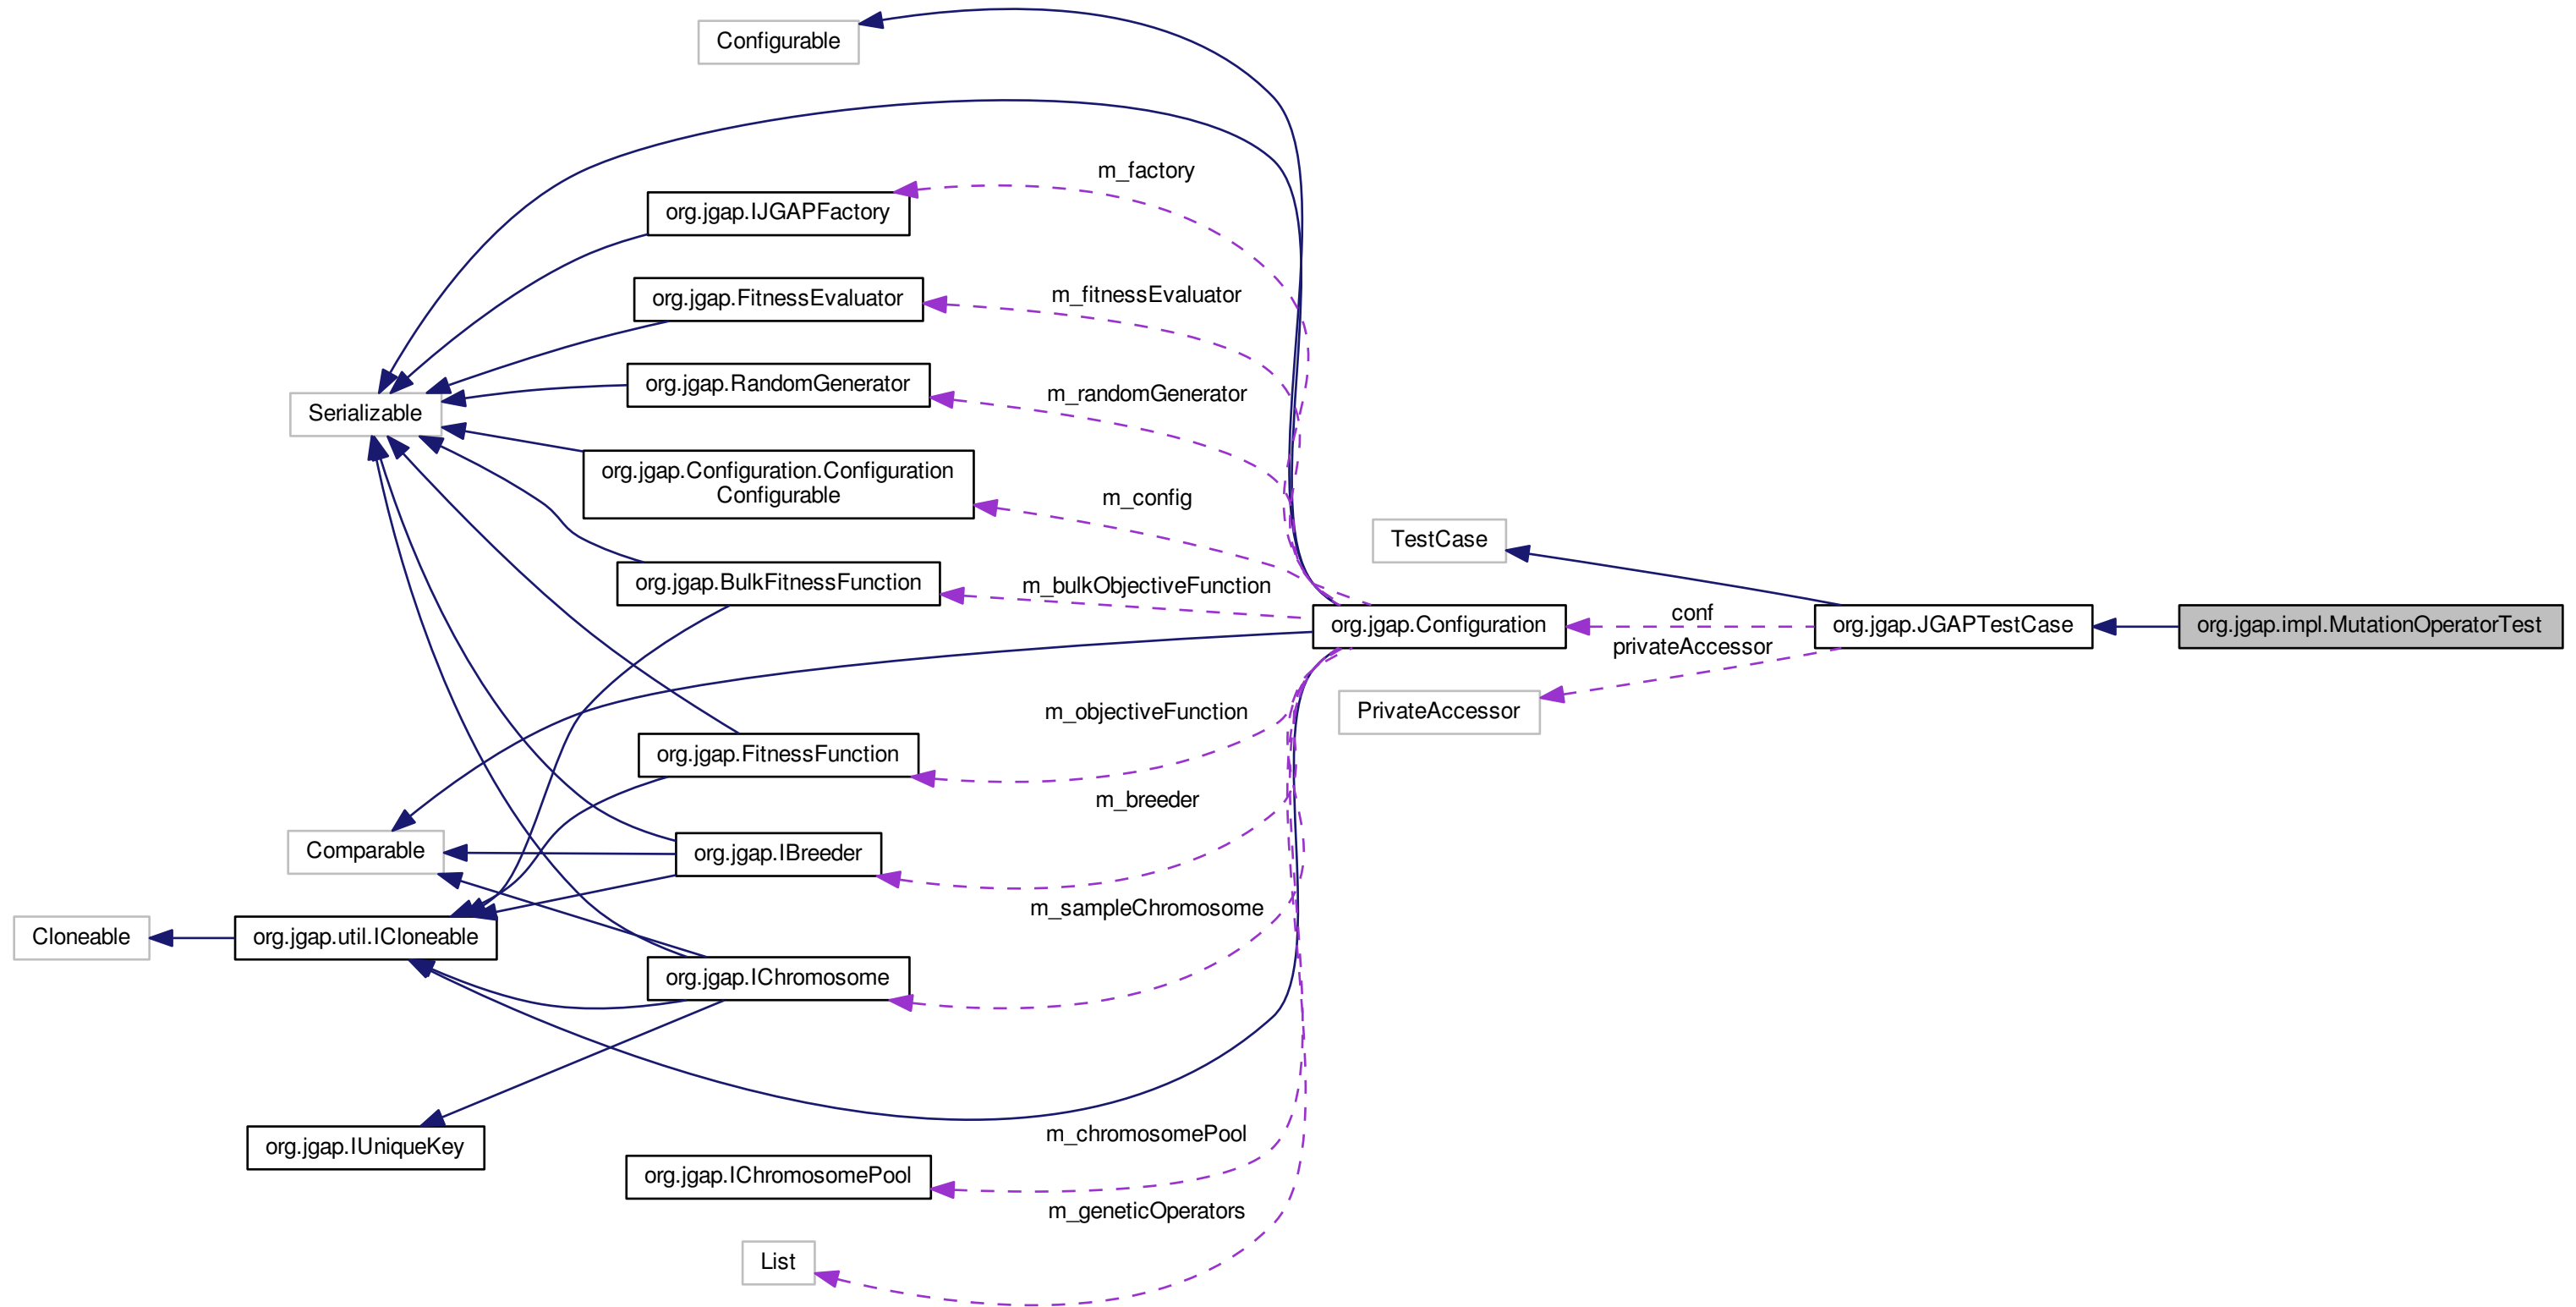 Configurable
m_factory
org.jgap.IJGAPFactory
m_fitnessEvaluator
org.jgap.FitnessEvaluator
m_randomGenerator
org.jgap.RandomGenerator
Serializable
org.jgap.Configuration.Configuration
Configurable
m_config
TestCase
org.jgap.BulkFitnessFunction
m_bulkObjectiveFunction
org.jgap.Configuration
conf
org.jgap.JGAPTestCase
org.jgap.impl.MutationOperatorTest
privateAccessor
PrivateAccessor
m_objectiveFunction
org.jgap.FitnessFunction
m_breeder
Comparable
org.jgap.IBreeder
m_sampleChromosome
Cloneable
org.jgap.util.ICloneable
org.jgap.IChromosome
m_chromosomePool
org.jgap.IUniqueKey
org.jgap.IChromosomePool
m_geneticOperators
List